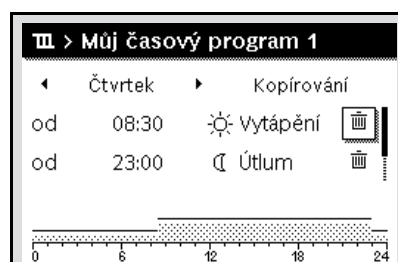 > Můj časový program 1
Čtvrtek Kopírování
od 08:30 Vytápění
od 23:00 Útlum
0 6 12 18 24